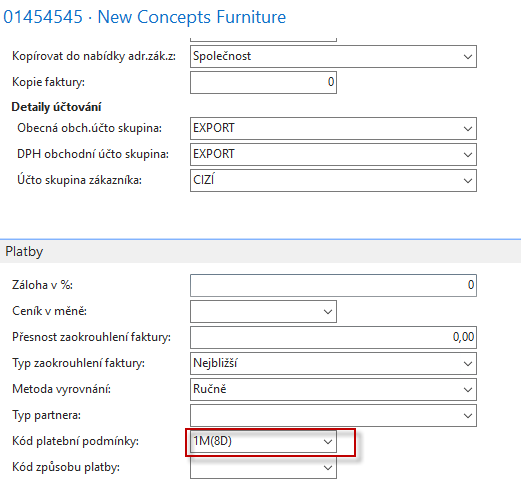 01454545 · New Concepts Furniture
Kopírovat do nabídky adr.zák.z: Společnost
Kopie faktury: 0
Detaily účtování
Obecná obch.účto skupina: EXPORT
DPH obchodní účto skupina: EXPORT
Účto skupina zákazníka: CIZÍ
Platby
Záloha v %: 0
Ceník v měně:
Přesnost zaokrouhlení faktury: 0,00
Typ zaokrouhlení faktury: Nejbližší
Metoda vyrovnání: Ručně
Typ partnera:
Kód platební podmínky: 1M(8D)
Kód způsobu platby: